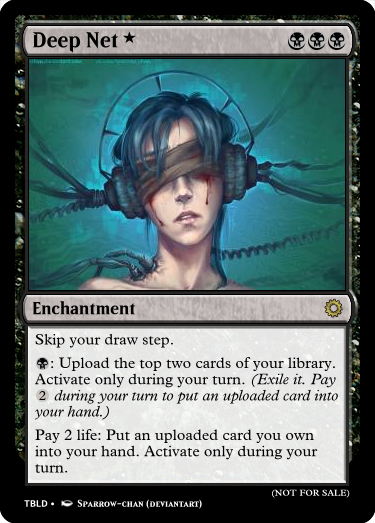 Deep Net ★
Enchantment
Skip your draw step.
: Upload the top two cards of your library.
Activate only during your turn. (Exile it. Pay
2 during your turn to put an uploaded card into
your hand.)
Pay 2 life: Put an uploaded card you own
into your hand. Activate only during your
turn.
(NOT FOR SALE)
TBLD • Sparrow-chan (deviantart)